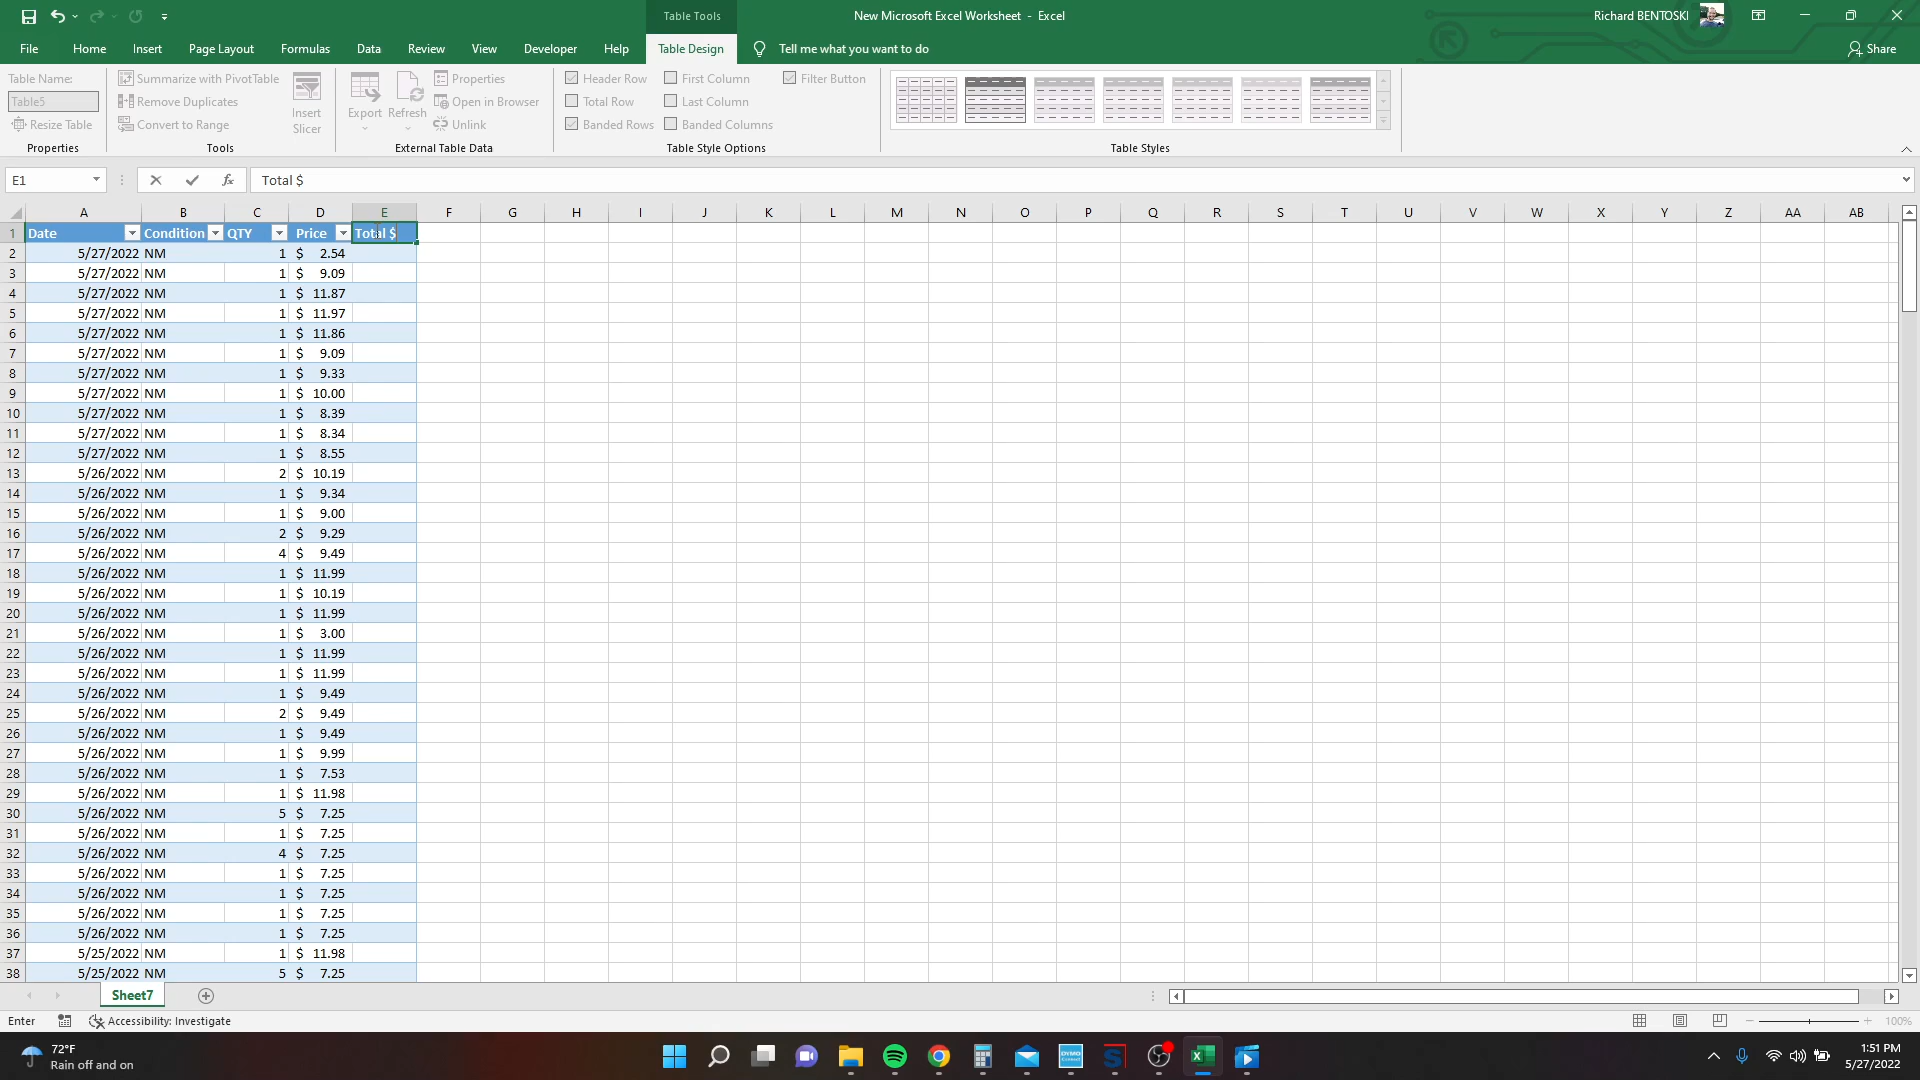 Table Tools
New Microsoft Excel Worksheet - Excel
Richard BENTOSKI
File Home Insert Page Layout Formulas Data Review View Developer Help Table Design Tell me what you want to do Share
Table Name:
Table5
Resize Table
Properties
Summarize with PivotTable
Remove Duplicates
Convert to Range
Insert Slicer
Tools
Export
Refresh
Properties
Open in Browser
Unlink
External Table Data
Header Row First Column Filter Button
Total Row Last Column
Banded Rows Banded Columns
Table Style Options
Table Styles
E1 fx Total $
A B C D E F G H I J K L M N O P Q R S T U V W X Y Z AA AB
1 Date Condition QTY Price Total $
2 5/27/2022 NM 1 $ 2.54
3 5/27/2022 NM 1 $ 9.09
4 5/27/2022 NM 1 $ 11.87
5 5/27/2022 NM 1 $ 11.97
6 5/27/2022 NM 1 $ 11.86
7 5/27/2022 NM 1 $ 9.09
8 5/27/2022 NM 1 $ 9.33
9 5/27/2022 NM 1 $ 10.00
10 5/27/2022 NM 1 $ 8.39
11 5/27/2022 NM 1 $ 8.34
12 5/27/2022 NM 1 $ 8.55
13 5/26/2022 NM 2 $ 10.19
14 5/26/2022 NM 1 $ 9.34
15 5/26/2022 NM 1 $ 9.00
16 5/26/2022 NM 2 $ 9.29
17 5/26/2022 NM 4 $ 9.49
18 5/26/2022 NM 1 $ 11.99
19 5/26/2022 NM 1 $ 10.19
20 5/26/2022 NM 1 $ 11.99
21 5/26/2022 NM 1 $ 3.00
22 5/26/2022 NM 1 $ 11.99
23 5/26/2022 NM 1 $ 11.99
24 5/26/2022 NM 1 $ 9.49
25 5/26/2022 NM 2 $ 9.49
26 5/26/2022 NM 1 $ 9.49
27 5/26/2022 NM 1 $ 9.99
28 5/26/2022 NM 1 $ 7.53
29 5/26/2022 NM 1 $ 11.98
30 5/26/2022 NM 5 $ 7.25
31 5/26/2022 NM 1 $ 7.25
32 5/26/2022 NM 4 $ 7.25
33 5/26/2022 NM 1 $ 7.25
34 5/26/2022 NM 1 $ 7.25
35 5/26/2022 NM 1 $ 7.25
36 5/26/2022 NM 1 $ 7.25
37 5/25/2022 NM 1 $ 11.98
38 5/25/2022 NM 5 $ 7.25
Sheet7
Enter Accessibility: Investigate 100%
72°F
Rain off and on
DYMO
1:51 PM
5/27/2022